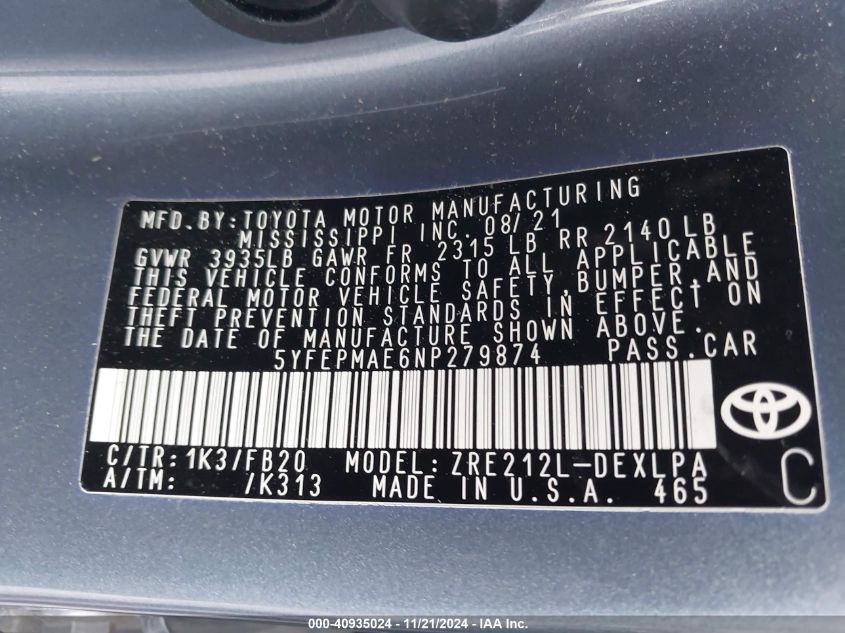 MFD. BY: TOYOTA MOTOR MANUFACTURING
MISSISSIPPI INC. 08/21
GVWR 3935LB GAWR FR 2315 LB RR 2140 LB
THIS VEHICLE CONFORMS TO ALL APPLICABLE
FEDERAL MOTOR VEHICLE SAFETY, BUMPER, AND
THEFT PREVENTION STANDARDS IN EFFECT ON
THE DATE OF MANUFACTURE SHOWN ABOVE.
5YFEPMAE6NP279874 PASS. CAR
C/TR: 1K3/FB20 MODEL: ZRE212L-DEXLPA
A/TM: /K313 MADE IN U.S.A. 465 C
000-40935024 - 11/21/2024 - IAA Inc.